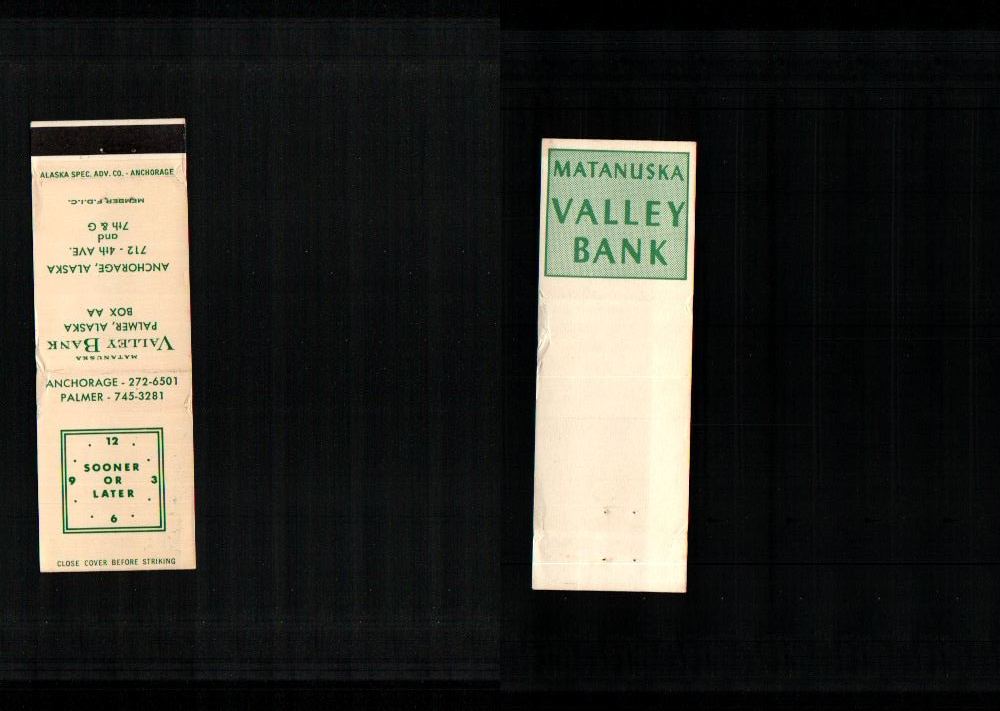 ALASKA SPEC. ADV. CO. - ANCHORAGE
MEMBER F.D.I.C.
7th & G
and
712 - 4th AVE.
ANCHORAGE, ALASKA
BOX AA
PALMER, ALASKA
VALLEY BANK
MATANUSKA
ANCHORAGE - 272-6501
PALMER - 745-3281
12
SOONER
9 OR 3
LATER
6
CLOSE COVER BEFORE STRIKING
MATANUSKA
VALLEY
BANK